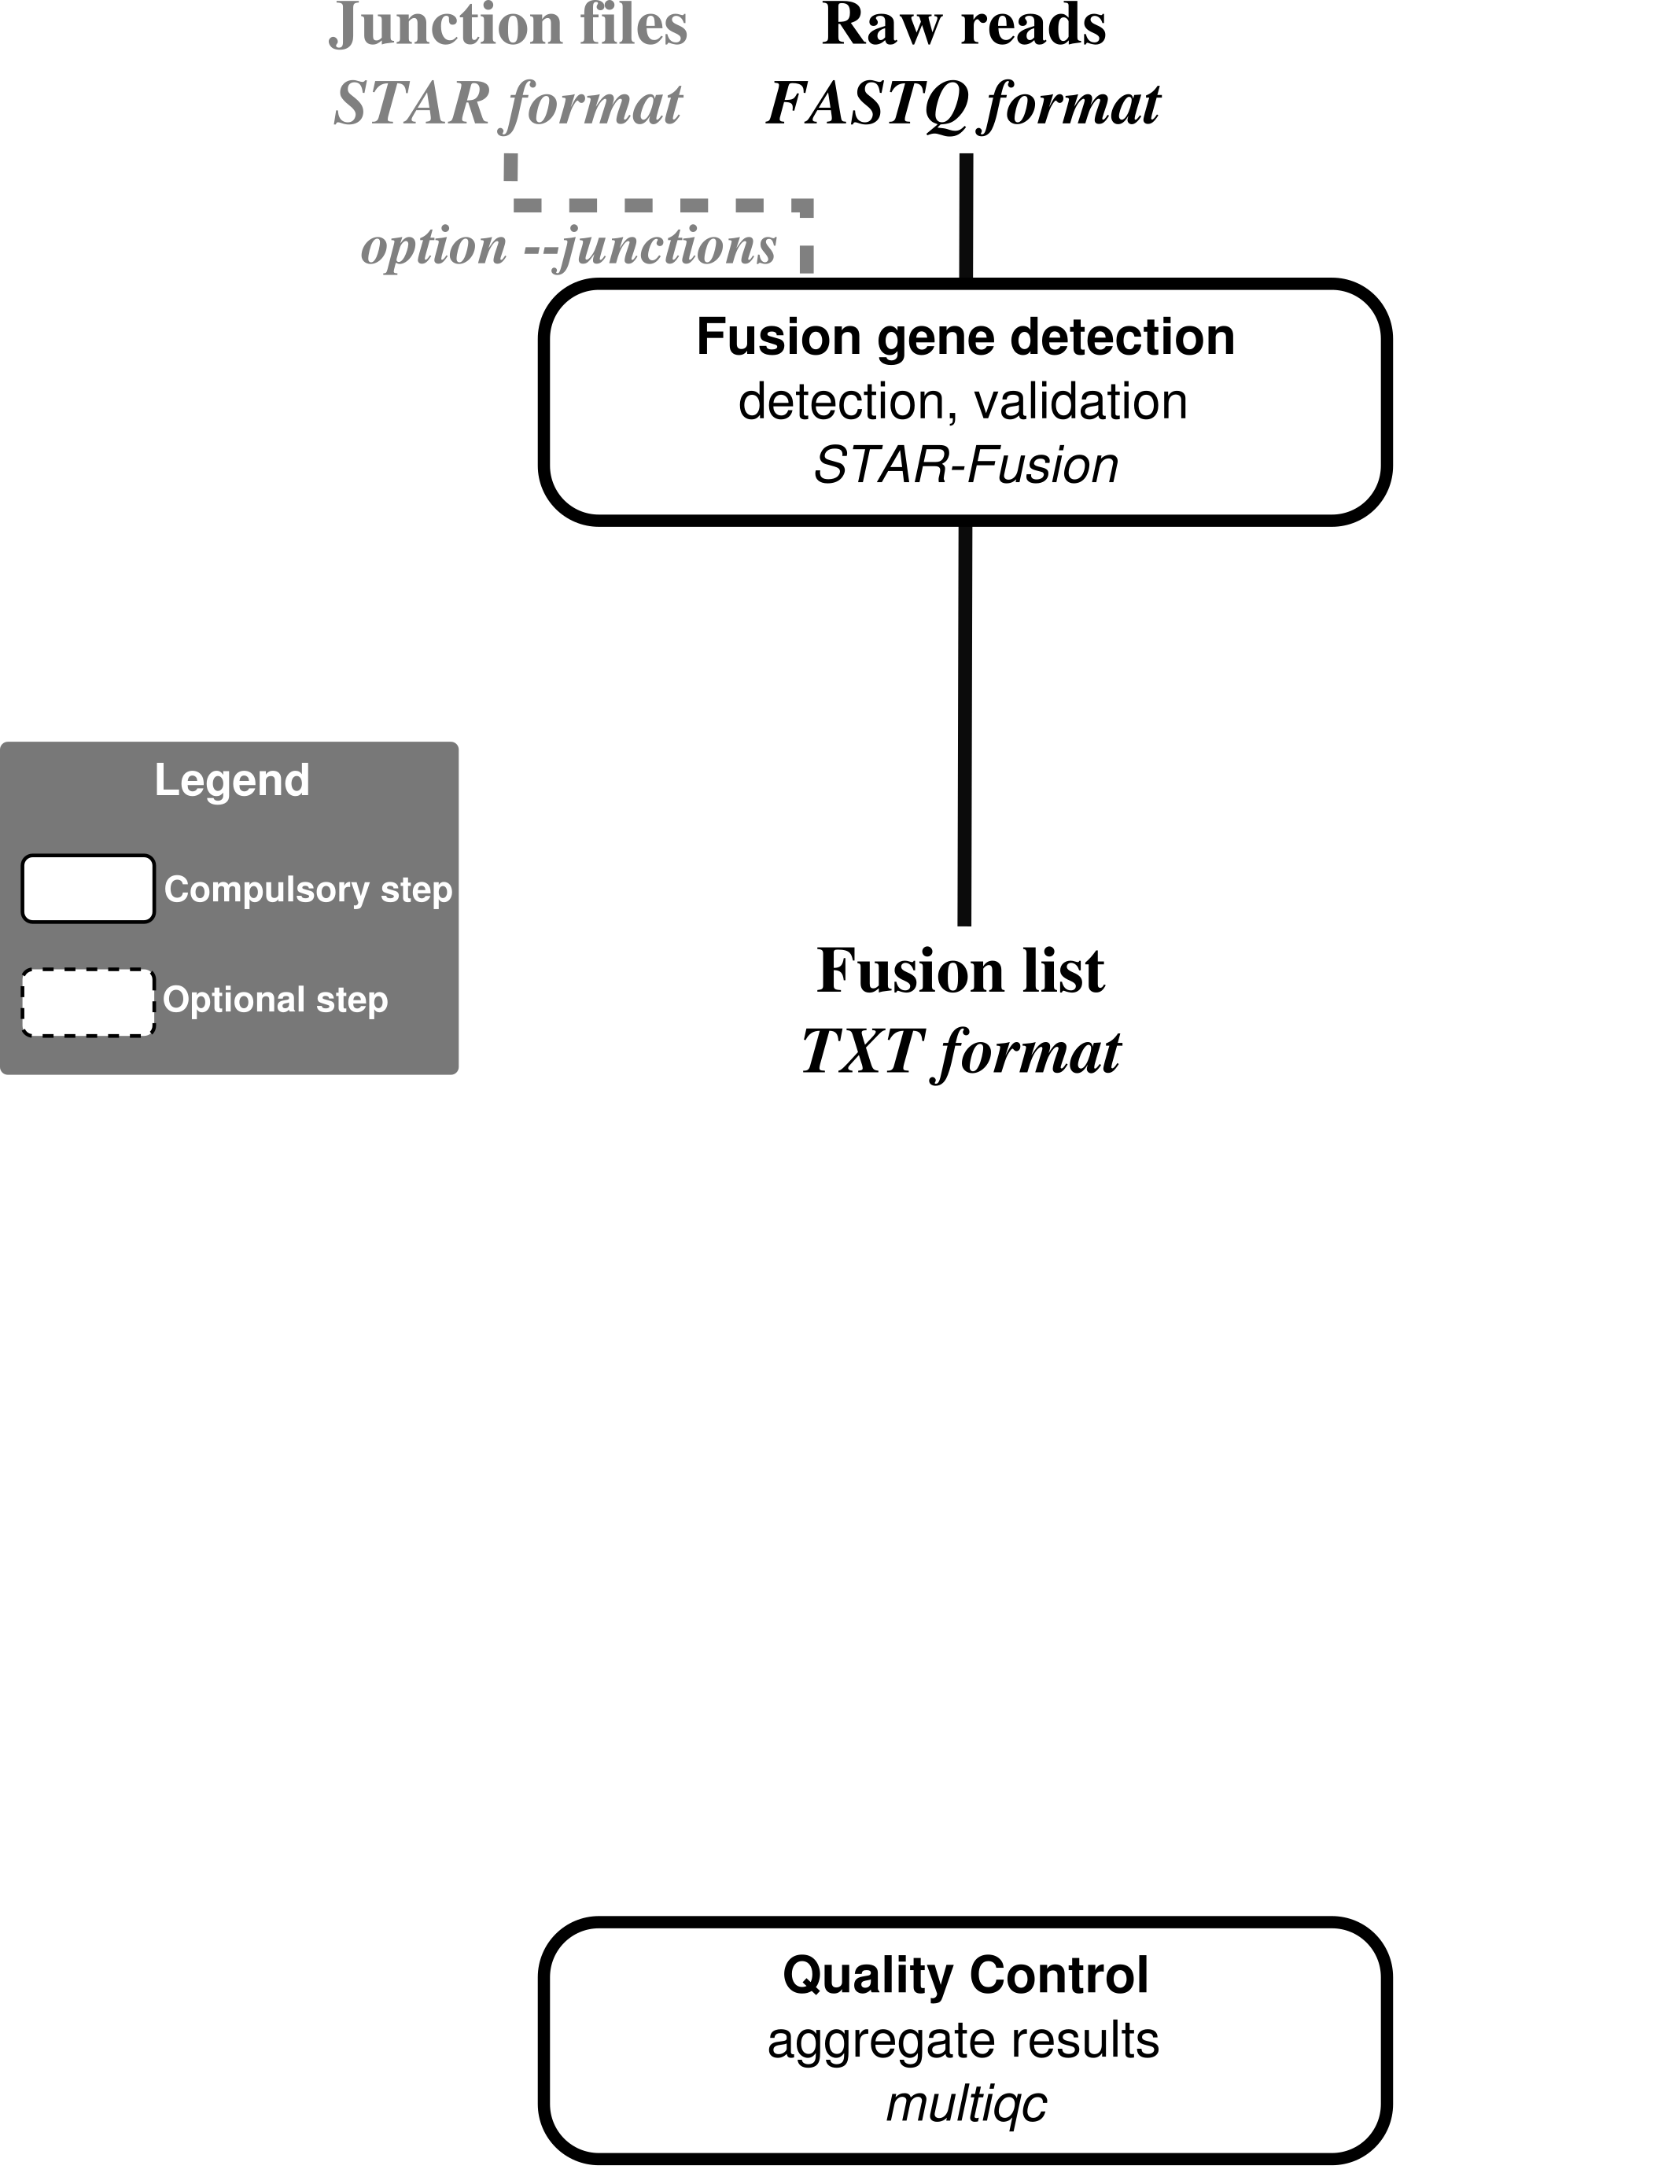 Junction files
STAR format
Raw reads
FASTQ format
option --junctions
Fusion gene detection
detection, validation
STAR-Fusion
Legend
Compulsory step
Optional step
Fusion list
TXT format
Quality Control
aggregate results
multiqc